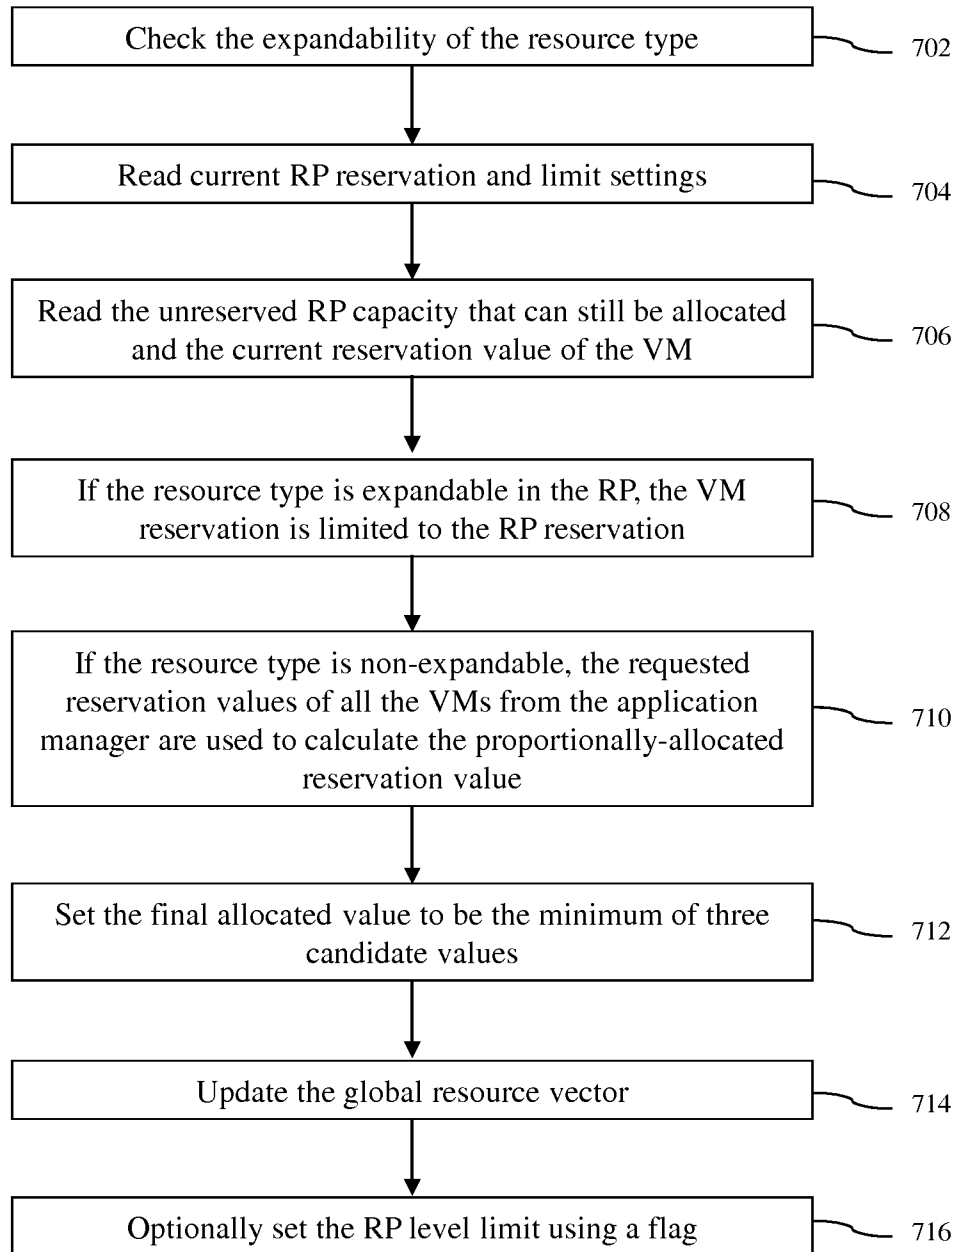 Check the expandability of the resource type
702
Read current RP reservation and limit settings
704
Read the unreserved RP capacity that can still be allocated
and the current reservation value of the VM
706
If the resource type is expandable in the RP, the VM
reservation is limited to the RP reservation
708
If the resource type is non-expandable, the requested
reservation values of all the VMs from the application
manager are used to calculate the proportionally-allocated
reservation value
710
Set the final allocated value to be the minimum of three
candidate values
712
Update the global resource vector
714
Optionally set the RP level limit using a flag
716